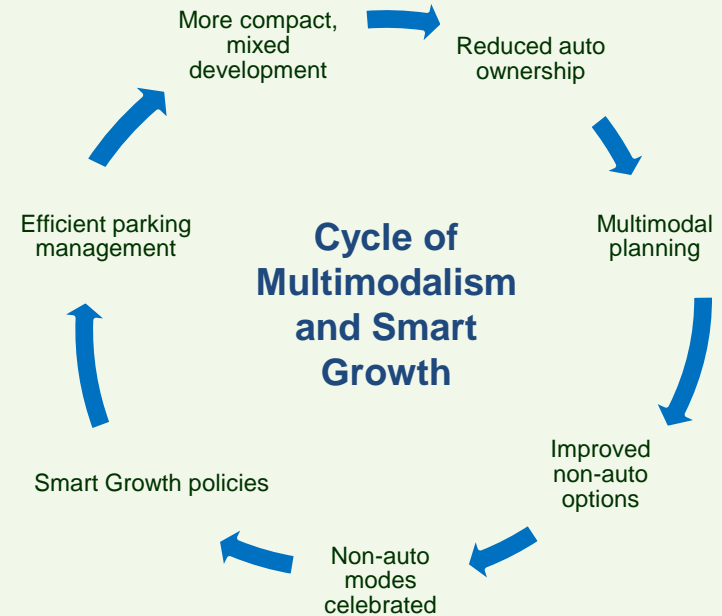 More compact,
mixed
development
Reduced auto
ownership
Multimodal
planning
Improved
non-auto
options
Non-auto
modes
celebrated
Smart Growth policies
Efficient parking
management
Cycle of
Multimodalism
and Smart
Growth